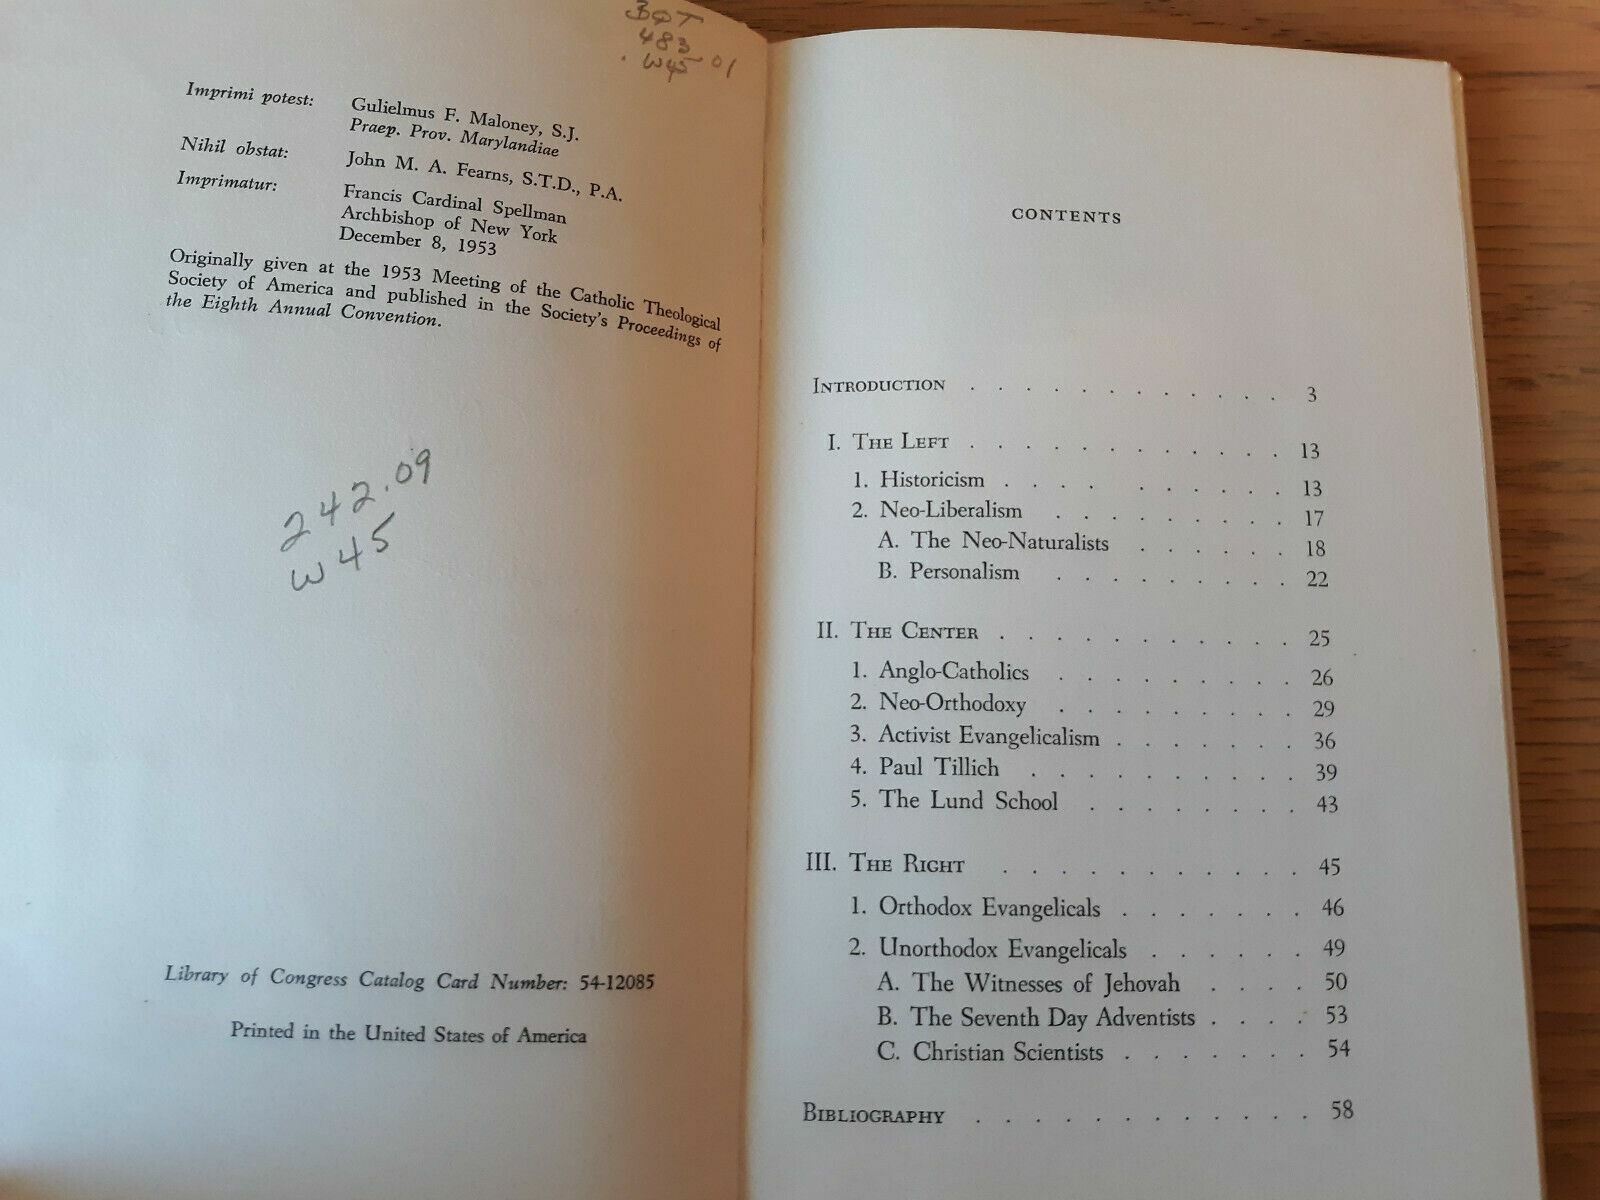 BQT
483
.W45 01
Imprimi potest: Gulielmus F. Maloney, S.J.
Praep. Prov. Marylandiae
Nihil obstat: John M. A. Fearns, S.T.D., P.A.
Imprimatur: Francis Cardinal Spellman
Archbishop of New York
December 8, 1953
Originally given at the 1953 Meeting of the Catholic Theological
Society of America and published in the Society's Proceedings of
the Eighth Annual Convention.
242.09
W45
Library of Congress Catalog Card Number: 54-12085
Printed in the United States of America
CONTENTS
INTRODUCTION . . . . . . . . . . . 3
I. THE LEFT . . . . . . . . . . . 13
1. Historicism . . . . . . . . . . 13
2. Neo-Liberalism . . . . . . . . 17
A. The Neo-Naturalists . . . . . . 18
B. Personalism . . . . . . . . . 22
II. THE CENTER . . . . . . . . . . . 25
1. Anglo-Catholics . . . . . . . . . 26
2. Neo-Orthodoxy . . . . . . . . . 29
3. Activist Evangelicalism . . . . . . . 36
4. Paul Tillich . . . . . . . . . . 39
5. The Lund School . . . . . . . . 43
III. THE RIGHT . . . . . . . . . . . 45
1. Orthodox Evangelicals . . . . . . . 46
2. Unorthodox Evangelicals . . . . . . 49
A. The Witnesses of Jehovah . . . . 50
B. The Seventh Day Adventists . . . . 53
C. Christian Scientists . . . . . . . 54
BIBLIOGRAPHY . . . . . . . . . . . . 58